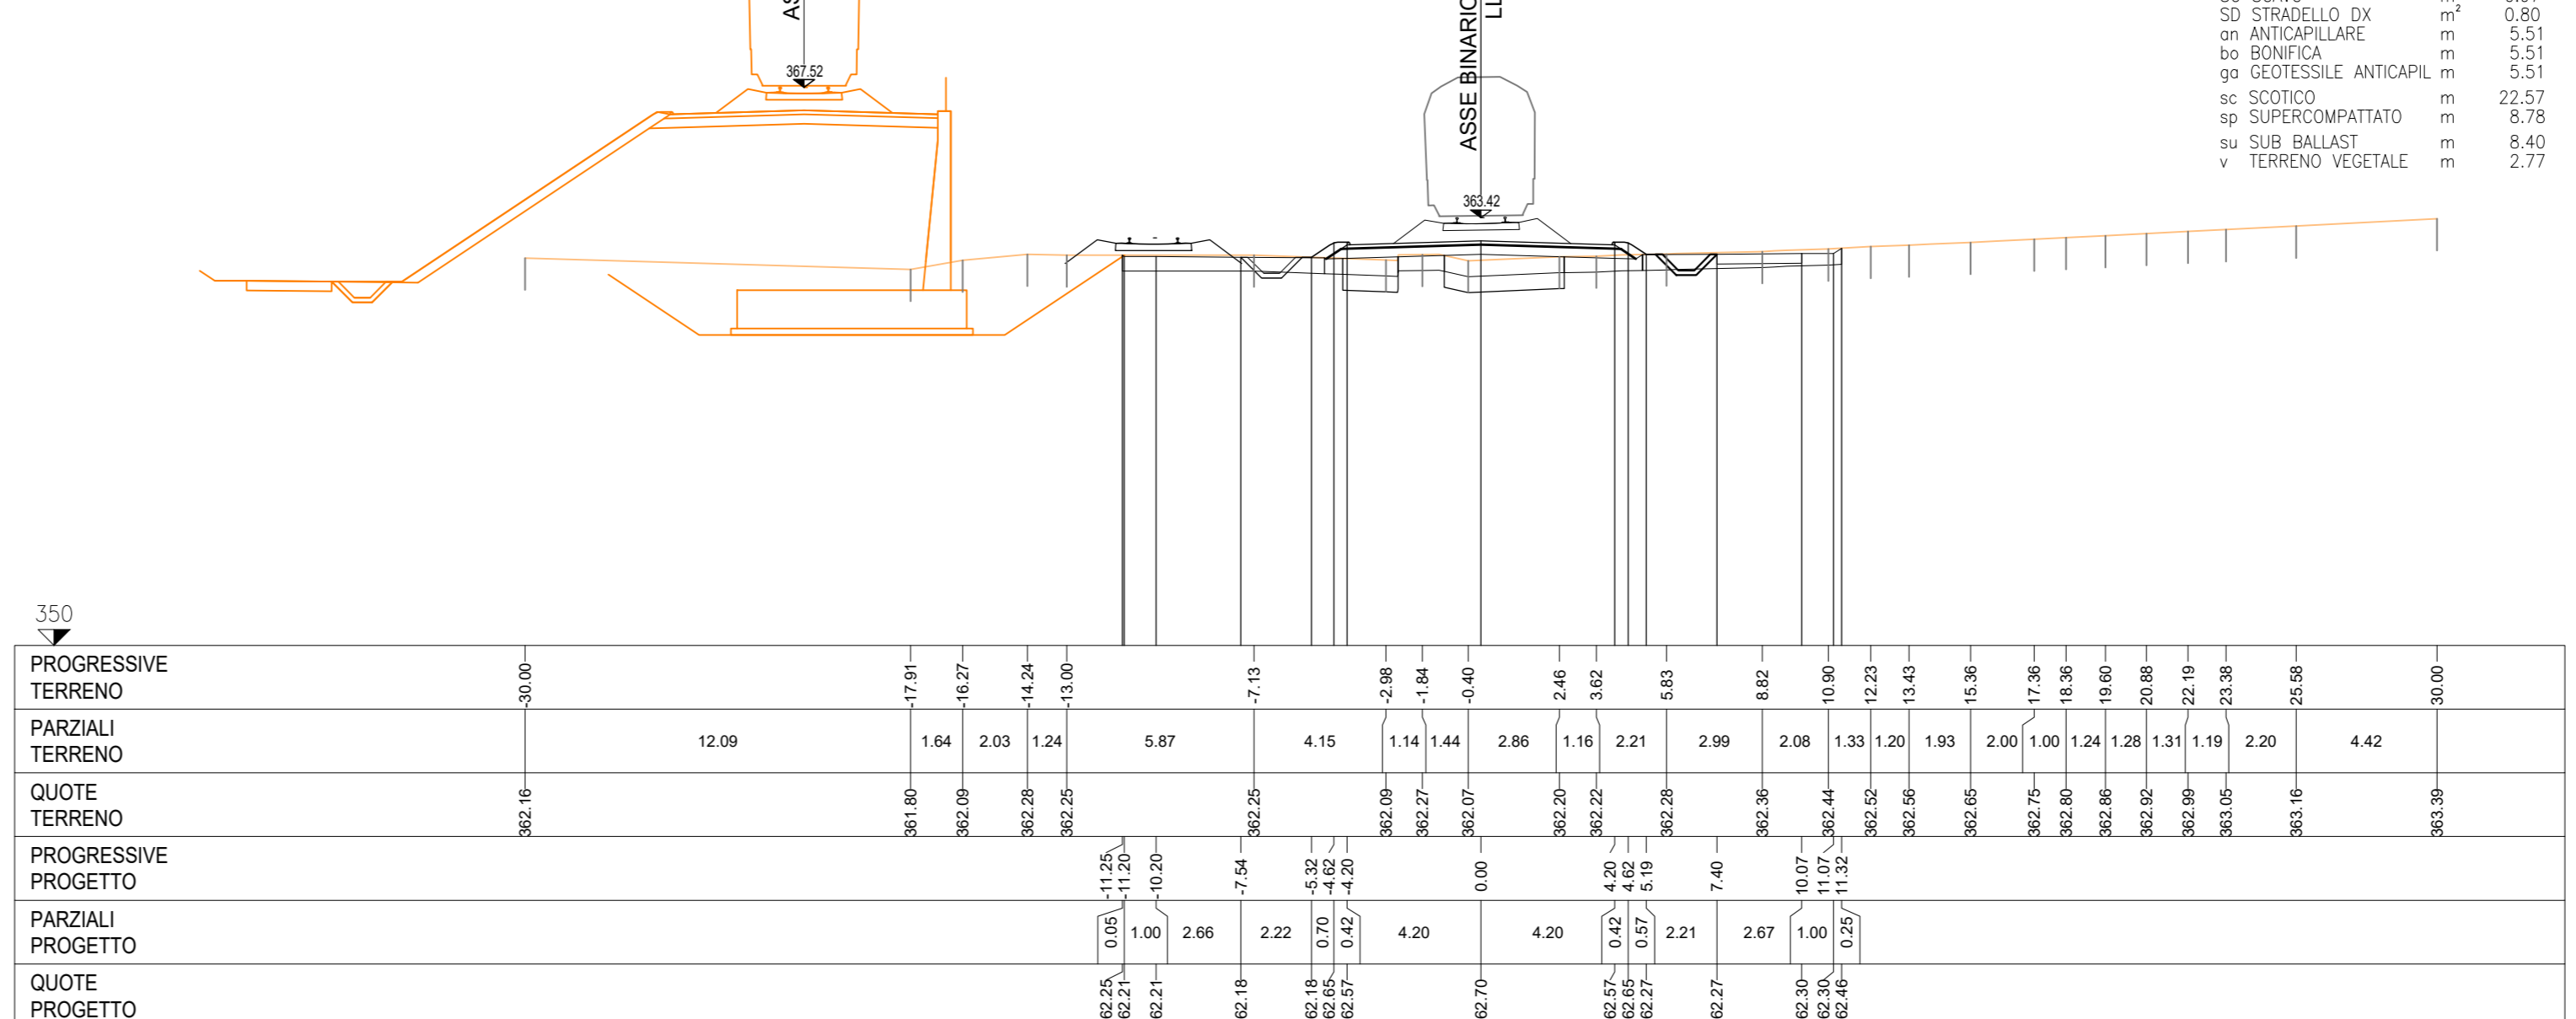 SD STRADELLO DX m² 0.80
an ANTICAPILLARE m 5.51
bo BONIFICA m 5.51
ga GEOTESSILE ANTICAPIL m 5.51
sc SCOTICO m 22.57
sp SUPERCOMPATTATO m 8.78
su SUB BALLAST m 8.40
v TERRENO VEGETALE m 2.77
367.52
ASSE BINARIO
363.42
350
PROGRESSIVE TERRENO
-30.00 -17.91 -16.27 -14.24 -13.00 -7.13 -2.98 -1.84 -0.40 2.46 3.62 5.83 8.82 10.90 12.23 13.43 15.36 17.36 18.36 19.60 20.88 22.19 23.38 25.58 30.00
PARZIALI TERRENO
12.09 1.64 2.03 1.24 5.87 4.15 1.14 1.44 2.86 1.16 2.21 2.99 2.08 1.33 1.20 1.93 2.00 1.00 1.24 1.28 1.31 1.19 2.20 4.42
QUOTE TERRENO
362.16 361.80 362.09 362.28 362.25 362.25 362.09 362.27 362.07 362.20 362.22 362.28 362.36 362.44 362.52 362.56 362.65 362.75 362.80 362.86 362.92 362.99 363.05 363.16 363.39
PROGRESSIVE PROGETTO
-11.25 -11.20 -10.20 -7.54 -5.32 -4.62 -4.20 0.00 4.20 4.62 5.19 7.40 10.07 11.07 11.32
PARZIALI PROGETTO
0.05 1.00 2.66 2.22 0.70 0.42 4.20 4.20 0.42 0.57 2.21 2.67 1.00 0.25
QUOTE PROGETTO
62.25 62.21 62.21 62.18 62.18 62.65 62.57 62.70 62.57 62.65 62.27 62.27 62.30 62.30 62.46